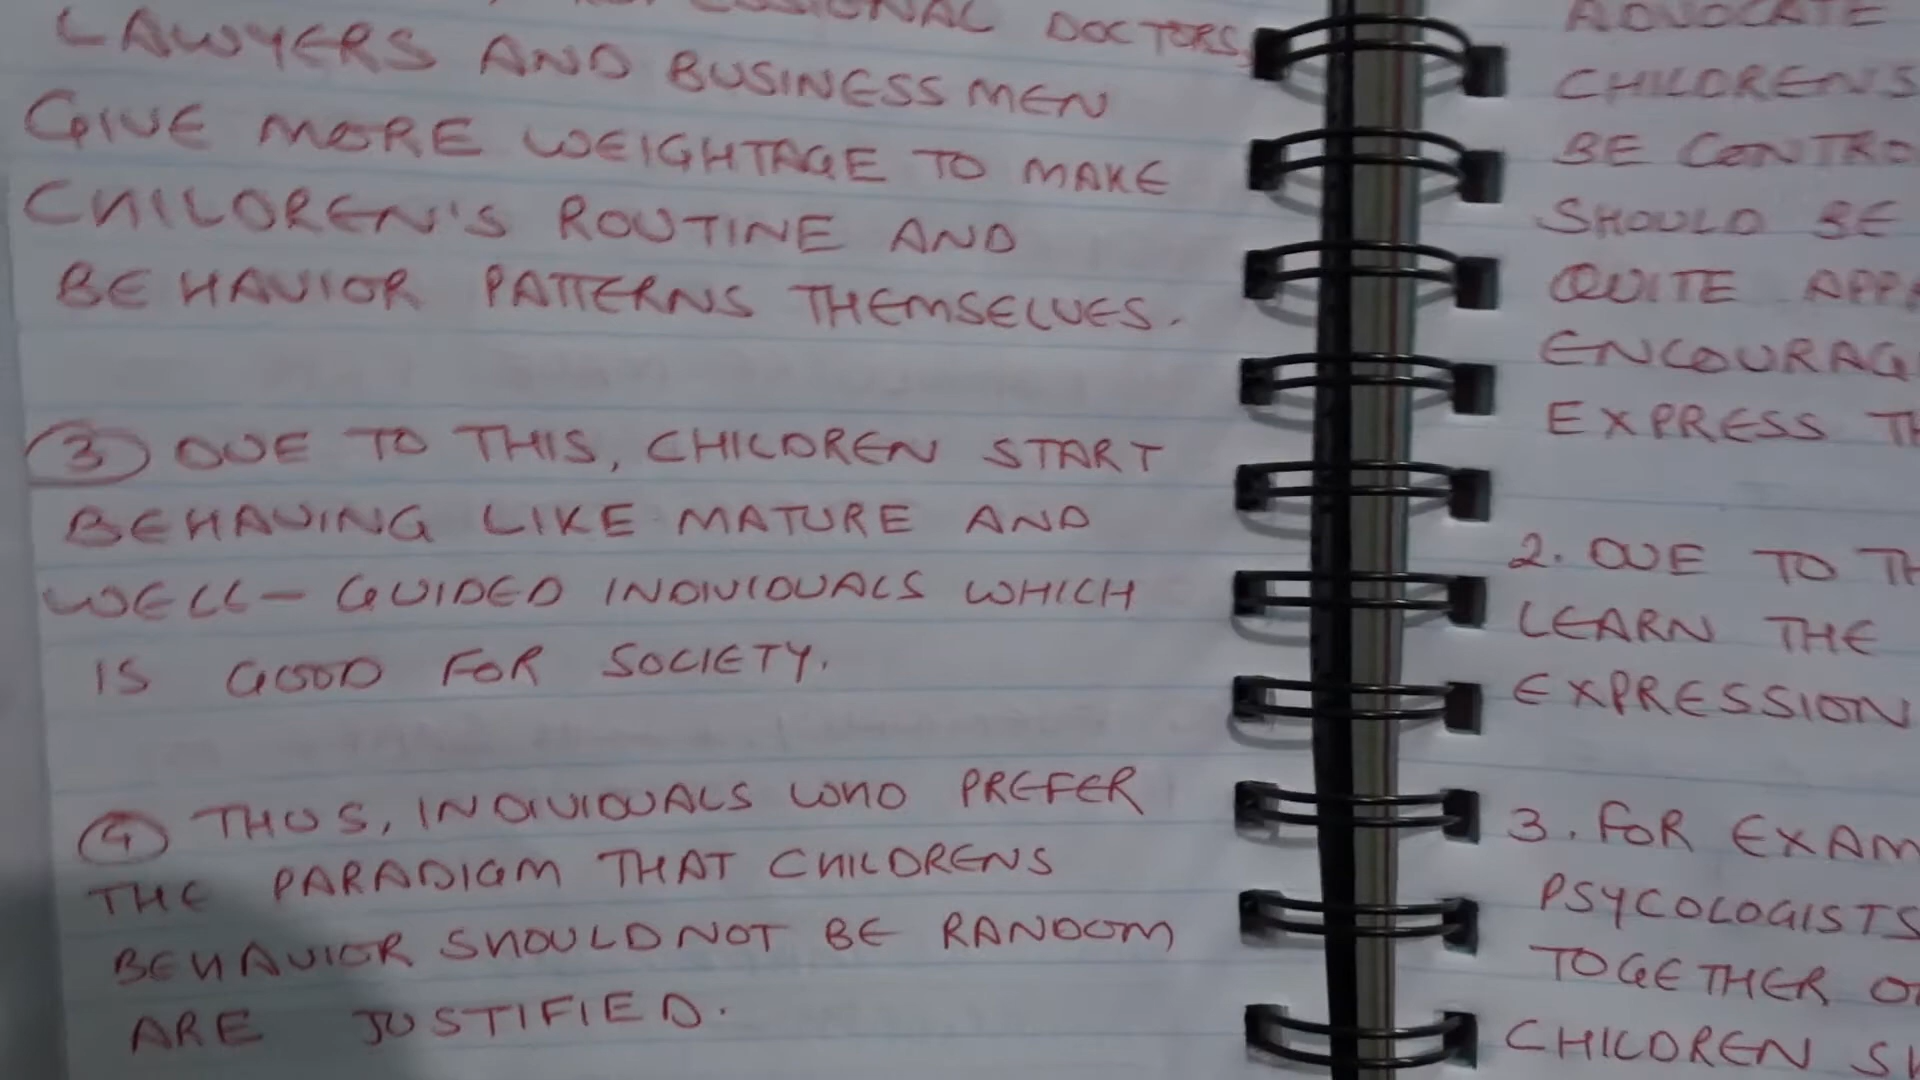 DOCTORS,
LAWYERS AND BUSINESS MEN
GIVE MORE WEIGHTAGE TO MAKE
CHILDREN'S ROUTINE AND
BEHAVIOR PATTERNS THEMSELVES.
3 DUE TO THIS, CHILDREN START
BEHAVING LIKE MATURE AND
WELL-GUIDED INDIVIDUALS WHICH
IS GOOD FOR SOCIETY.
4 THUS, INDIVIDUALS WHO PREFER
THE PARADIGM THAT CHILDRENS
BEHAVIOR SHOULD NOT BE RANDOM
ARE JUSTIFIED.
ADVOCATE
CHILDRENS
BE
SHOULD BE
QUITE
EXPRESS
2. DUE TO
LEARN THE
EXPRESSION
3. FOR
PSYCOLOGISTS
TOGETHER
CHILDREN